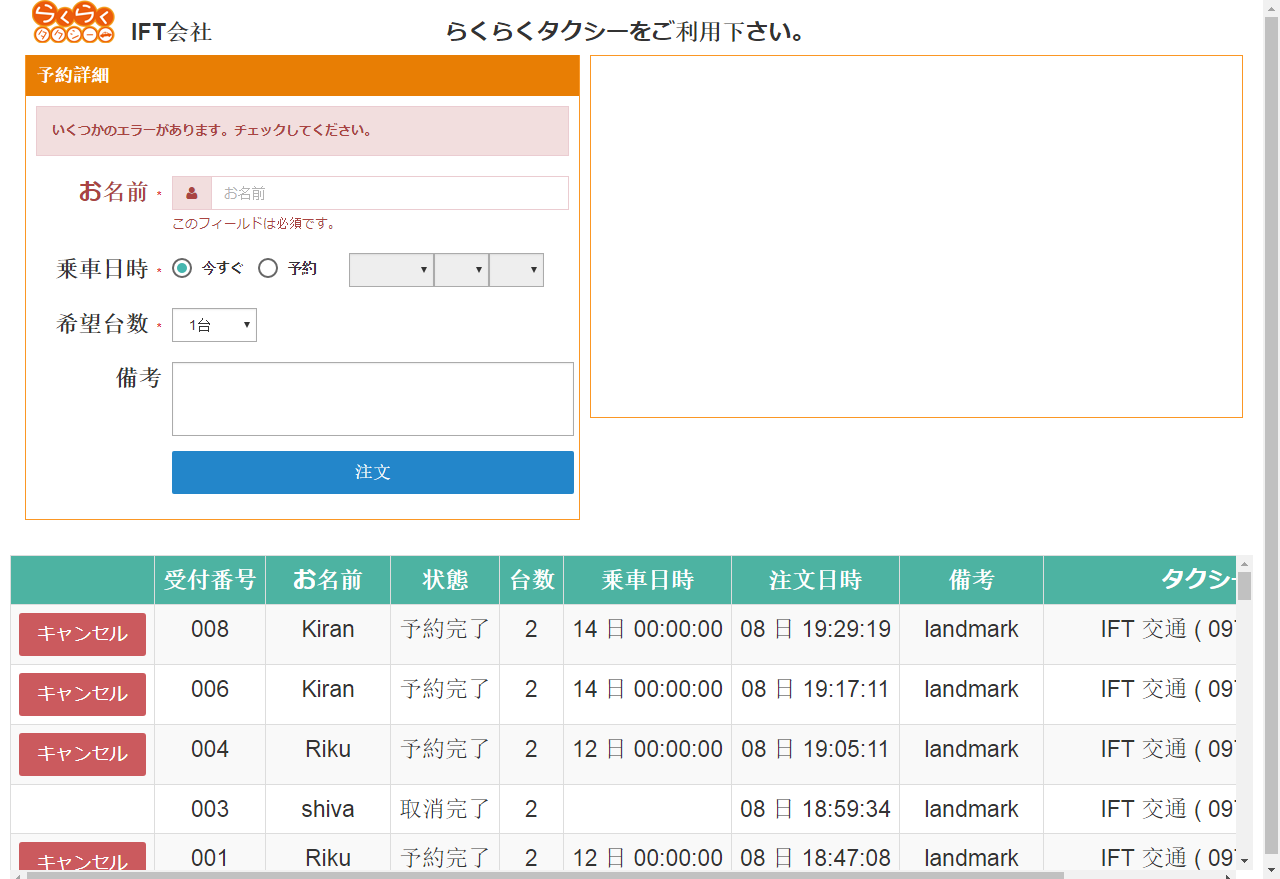 らくらく
タクシー
IFT会社
らくらくタクシーをご利用下さい。
予約詳細
いくつかのエラーがあります。チェックしてください。
お名前 * お名前
このフィールドは必須です。
乗車日時 * 今すぐ 予約
希望台数 * 1台
備考
注文
受付番号 お名前 状態 台数 乗車日時 注文日時 備考 タクシー
キャンセル 008 Kiran 予約完了 2 14 日 00:00:00 08 日 19:29:19 landmark IFT 交通 ( 097
キャンセル 006 Kiran 予約完了 2 14 日 00:00:00 08 日 19:17:11 landmark IFT 交通 ( 097
キャンセル 004 Riku 予約完了 2 12 日 00:00:00 08 日 19:05:11 landmark IFT 交通 ( 097
003 shiva 取消完了 2 08 日 18:59:34 landmark IFT 交通 ( 097
キャンセル 001 Riku 予約完了 2 12 日 00:00:00 08 日 18:47:08 landmark IFT 交通 ( 097